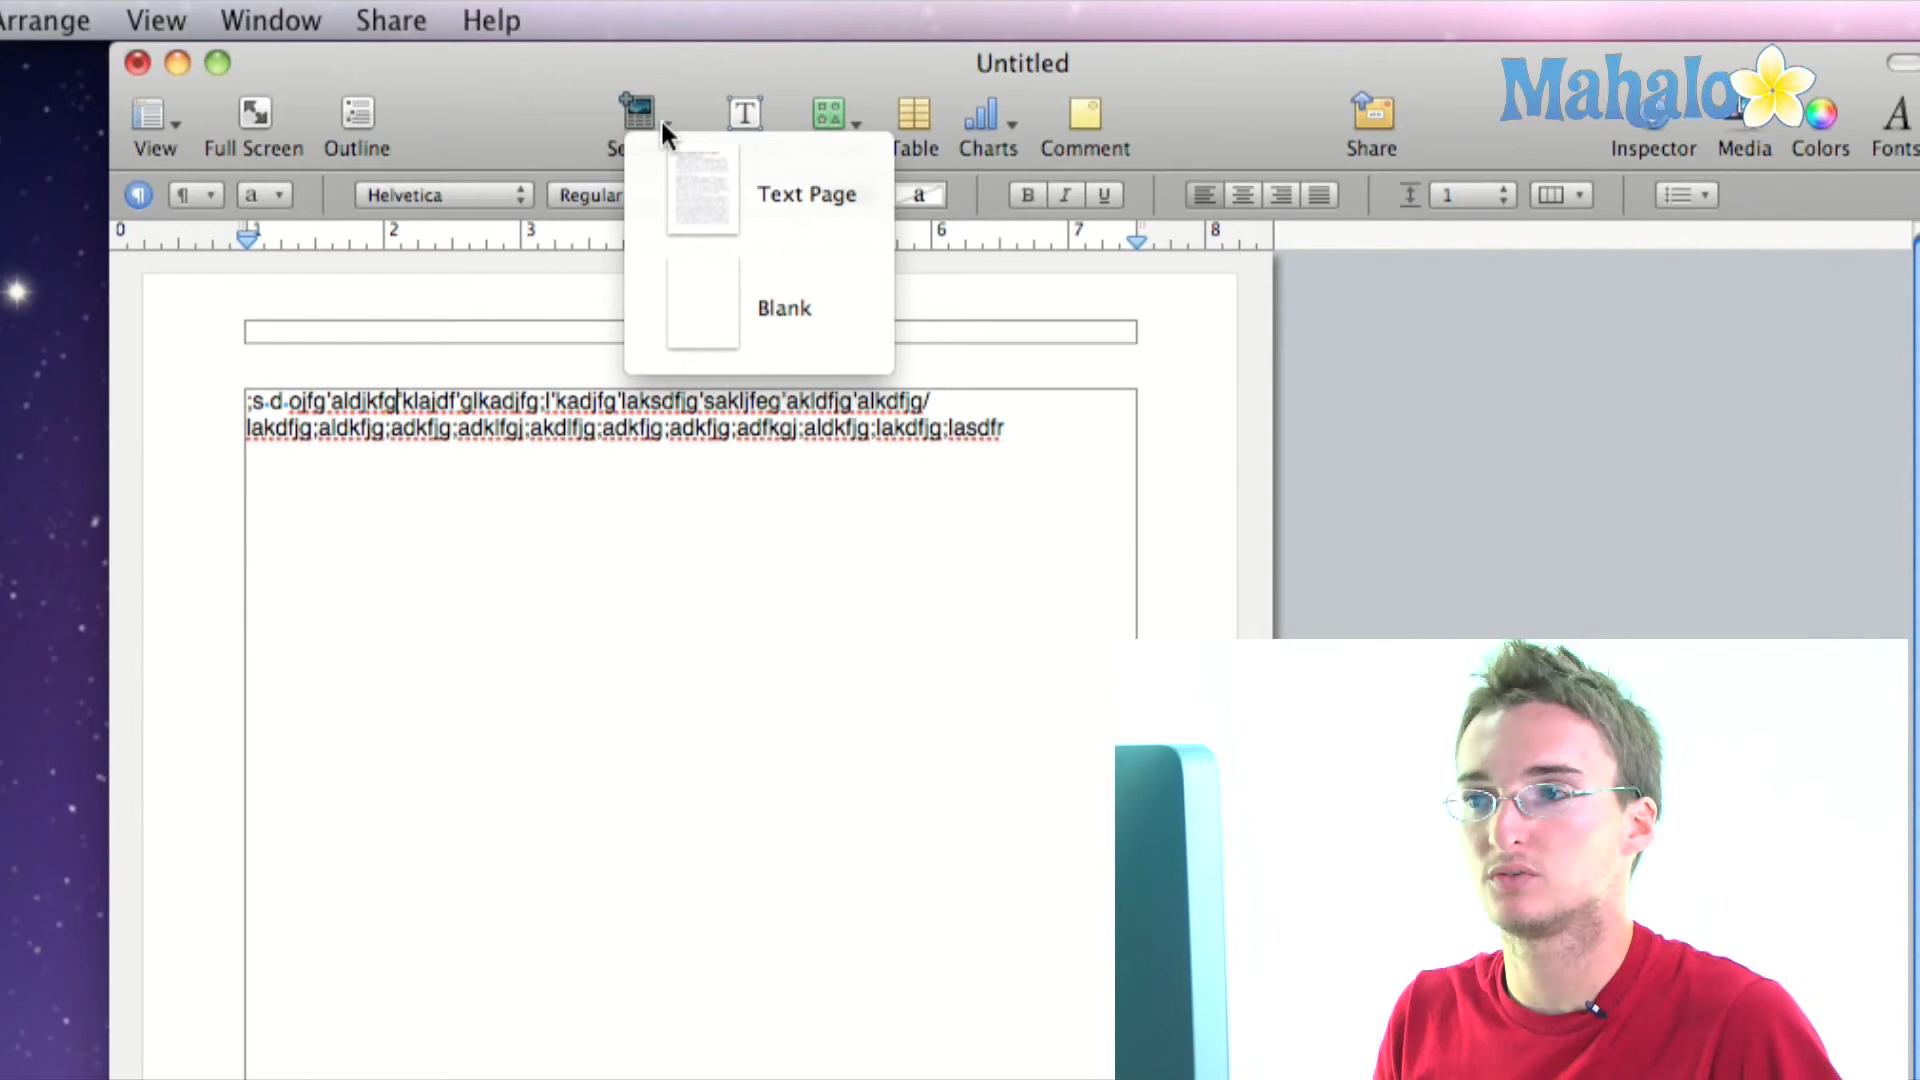 Arrange View Window Share Help
Untitled
Mahalo
View Full Screen Outline Se Table Charts Comment Share Inspector Media Colors Fonts
¶ ¶ a Helvetica Regular a B I U 1
0 1 2 3 6 7 8
Text Page
Blank
;s d ojfg'aldjkfg'klajdf'glkadjfg;l'kadjfg'laksdfjg'sakljfeg'akldfjg'alkdfjg/
lakdfjg;aldkfjg;adkfjg;adklfgj;akdlfjg;adkfjg;adkfjg;adfkgj;aldkfjg;lakdfjg;lasdfr